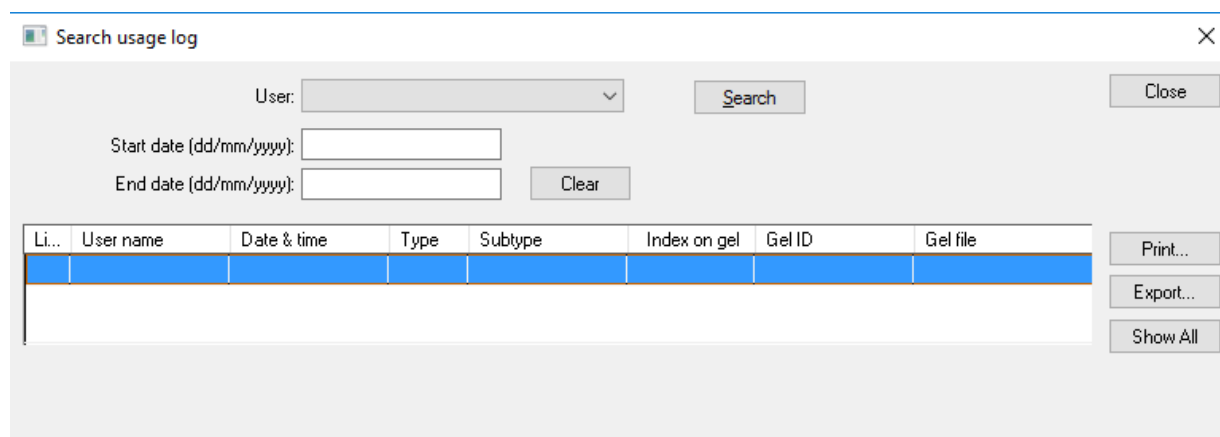 Search usage log
User: Search Close
Start date (dd/mm/yyyy):
End date (dd/mm/yyyy): Clear
Li... User name Date & time Type Subtype Index on gel Gel ID Gel file
Print...
Export...
Show All